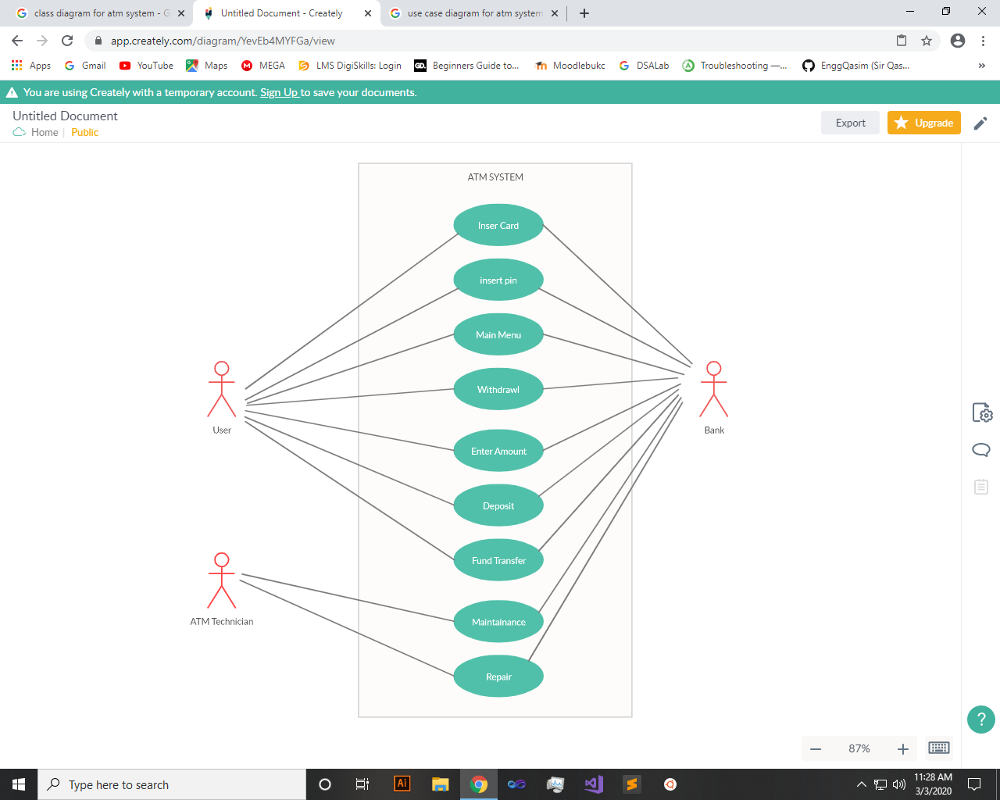 class diagram for atm system - G
Untitled Document - Creately
use case diagram for atm system
app.creately.com/diagram/YevEb4MYFGa/view
Apps
Gmail
YouTube
Maps
MEGA
LMS DigiSkills: Login
GD.
Beginners Guide to...
Moodlebukc
DSALab
Troubleshooting —...
EnggQasim (Sir Qas...
»
You are using Creately with a temporary account. Sign Up to save your documents.
Untitled Document
Home | Public
Export
Upgrade
ATM SYSTEM
Inser Card
insert pin
Main Menu
Withdrawl
User
Bank
Enter Amount
Deposit
Fund Transfer
ATM Technician
Maintainance
Repair
?
87%
Type here to search
Ai
11:28 AM
3/3/2020